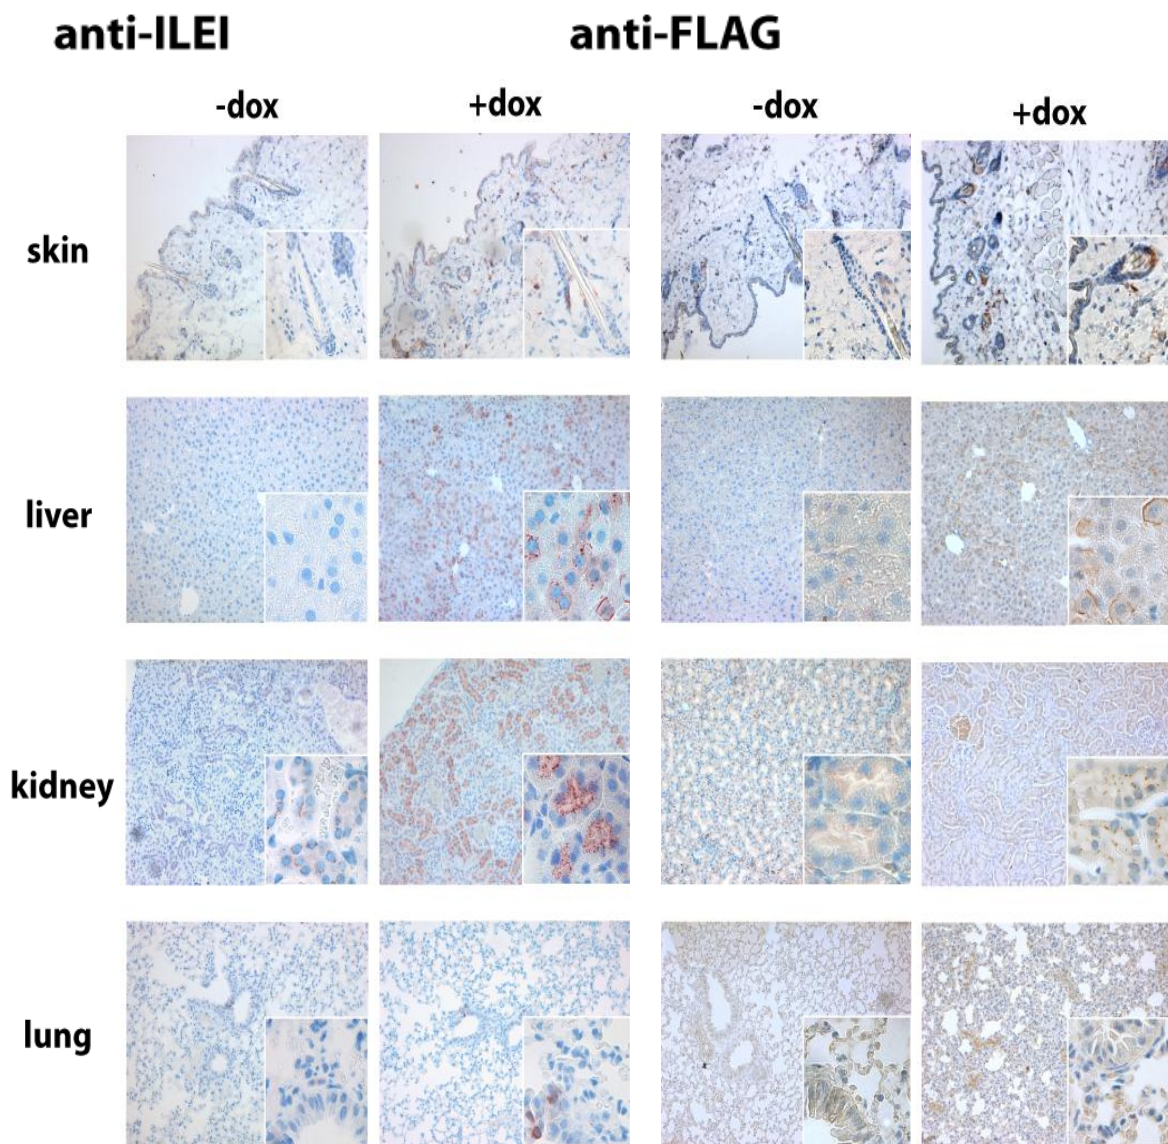 anti-ILEI anti-FLAG
-dox +dox -dox +dox
skin
liver
kidney
lung